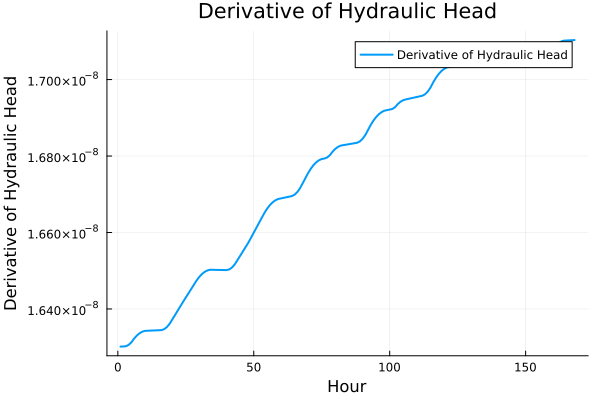 Derivative of Hydraulic Head
Derivative of Hydraulic Head
Derivative of Hydraulic Head
1.700×10⁻⁸
1.680×10⁻⁸
1.660×10⁻⁸
1.640×10⁻⁸
0 50 100 150
Hour